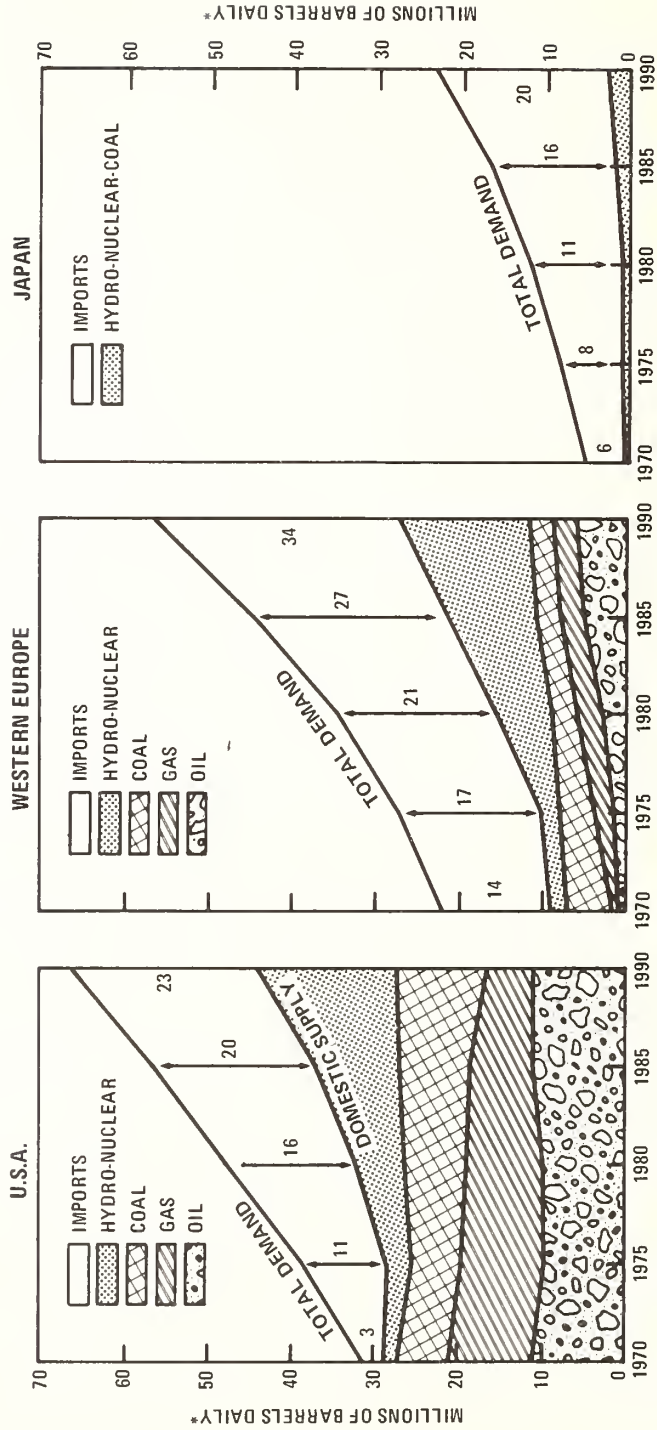 U.S.A.
MILLIONS OF BARRELS DAILY*
70
60
50
40
30
20
10
0
IMPORTS
HYDRO-NUCLEAR
COAL
GAS
OIL
TOTAL DEMAND
DOMESTIC SUPPLY
3
11
16
20
23
1970
1975
1980
1985
1990
WESTERN EUROPE
IMPORTS
HYDRO-NUCLEAR
COAL
GAS
OIL
TOTAL DEMAND
14
17
21
27
34
1970
1975
1980
1985
1990
JAPAN
IMPORTS
HYDRO-NUCLEAR-COAL
TOTAL DEMAND
6
8
11
16
20
1970
1975
1980
1985
1990
70
60
50
40
30
20
10
0
MILLIONS OF BARRELS DAILY*